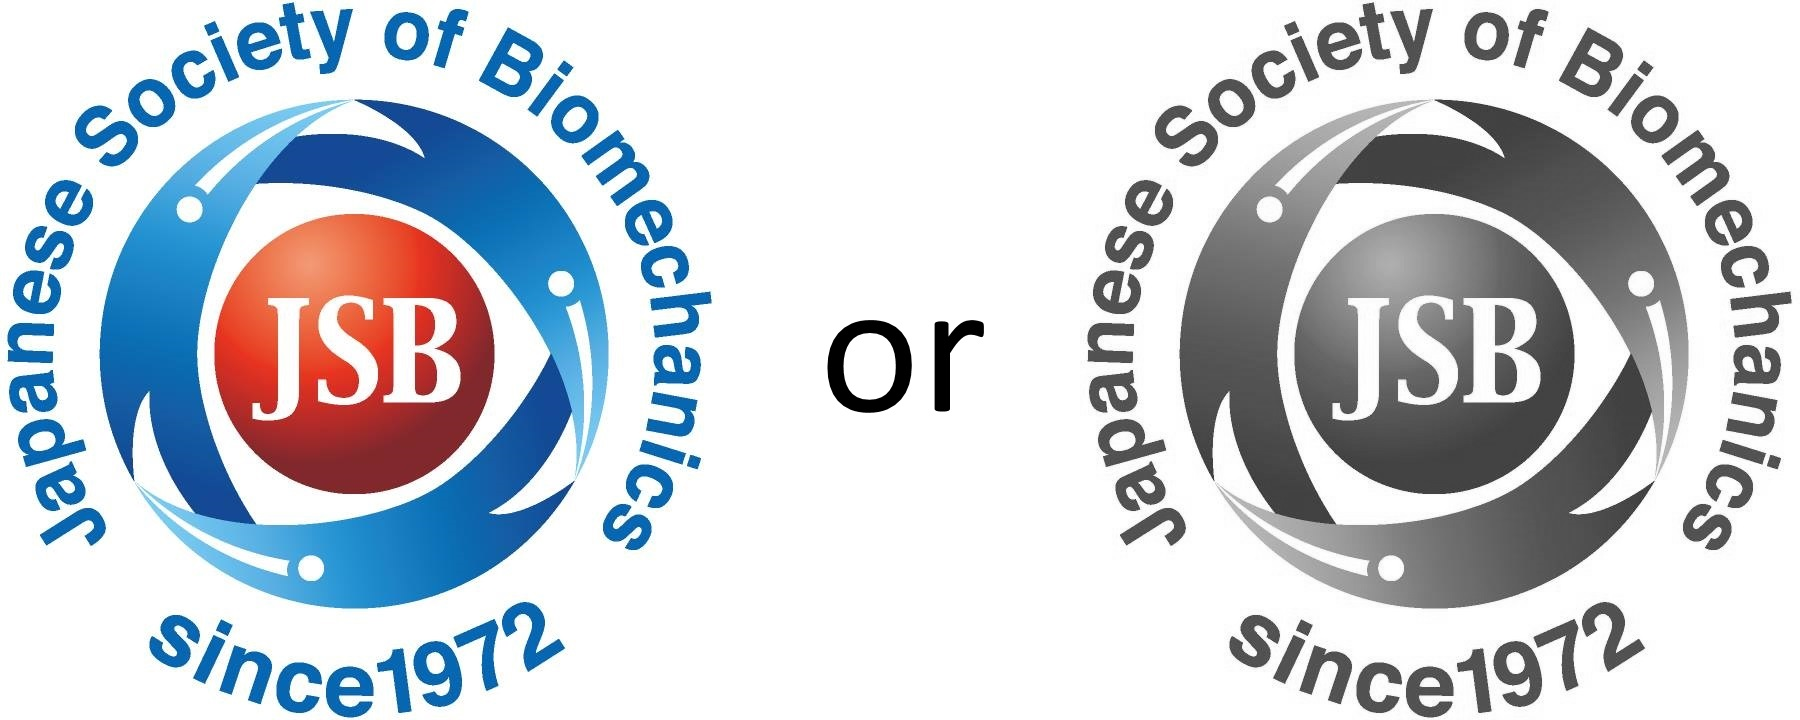 Japanese Society of Biomechanics
JSB
since1972
or
Japanese Society of Biomechanics
JSB
since1972